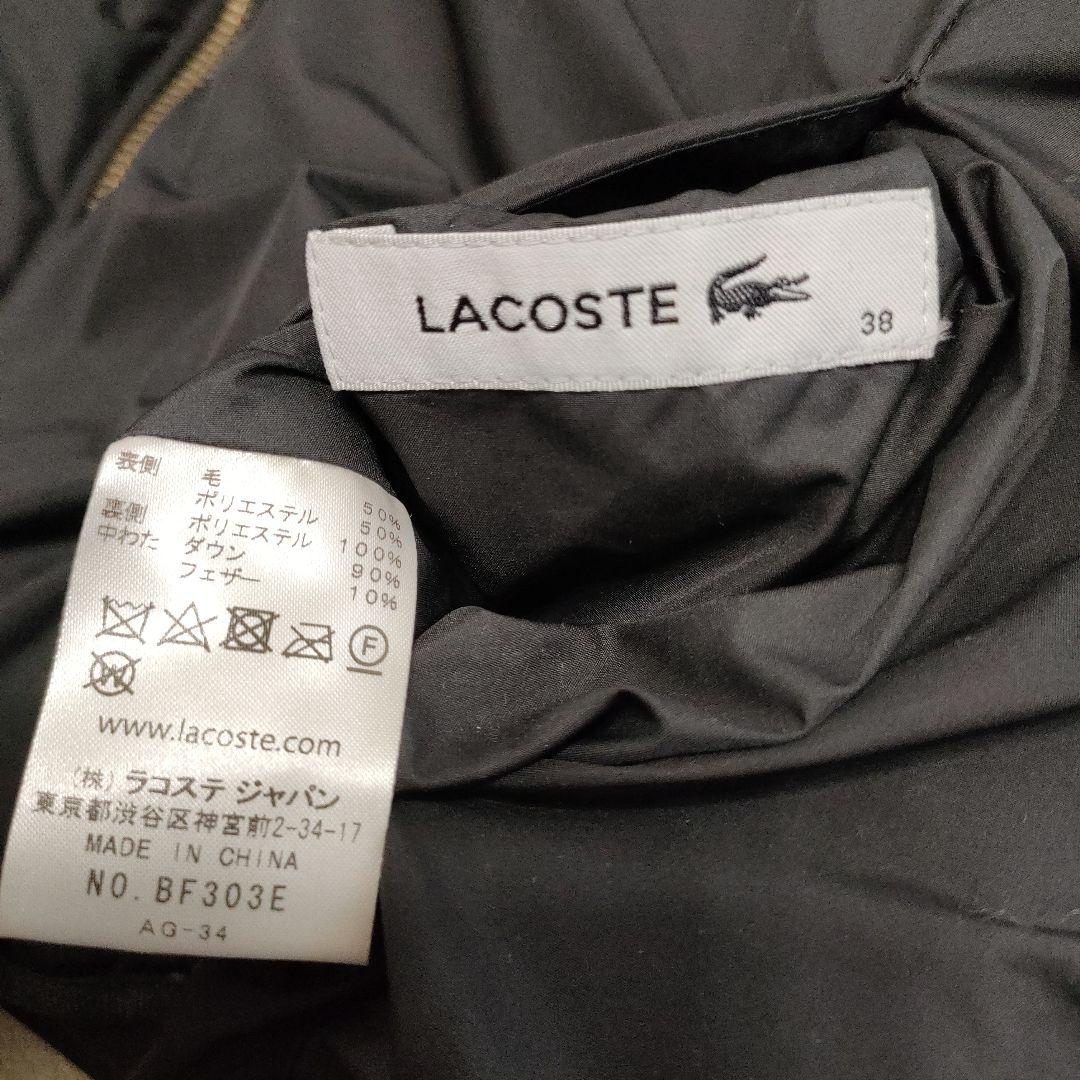 LACOSTE
38
表側 毛 50%
ポリエステル 50%
裏側 ポリエステル 100%
中わた ダウン 90%
フェザー 10%
F
W
www.lacoste.com
(株) ラコステ ジャパン
東京都渋谷区神宮前2-34-17
MADE IN CHINA
NO. BF303E
AG-34